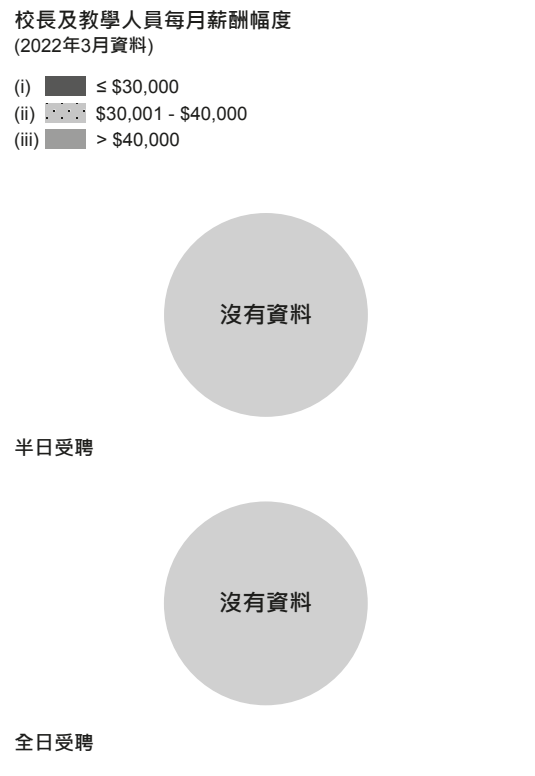 校長及教學人員每月薪酬幅度
(2022年3月資料)
(i) ≤ $30,000
(ii) $30,001 - $40,000
(iii) > $40,000
沒有資料
半日受聘
沒有資料
全日受聘